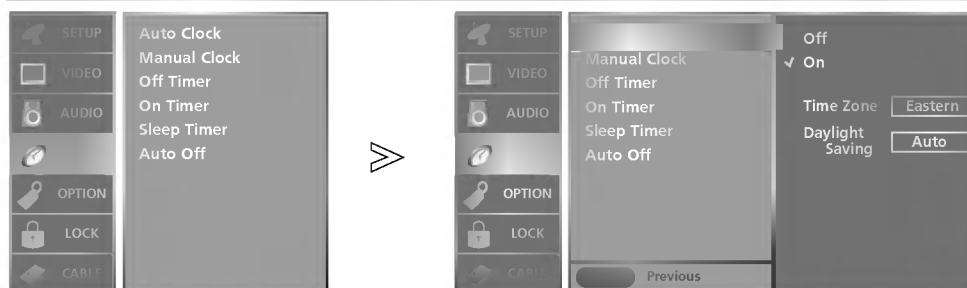 SETUP
VIDEO
AUDIO
OPTION
LOCK
CABLE
Auto Clock
Manual Clock
Off Timer
On Timer
Sleep Timer
Auto Off
SETUP
VIDEO
AUDIO
OPTION
LOCK
CABLE
Manual Clock
Off Timer
On Timer
Sleep Timer
Auto Off
Previous
Off
✓ On
Time Zone Eastern
Daylight
Saving Auto